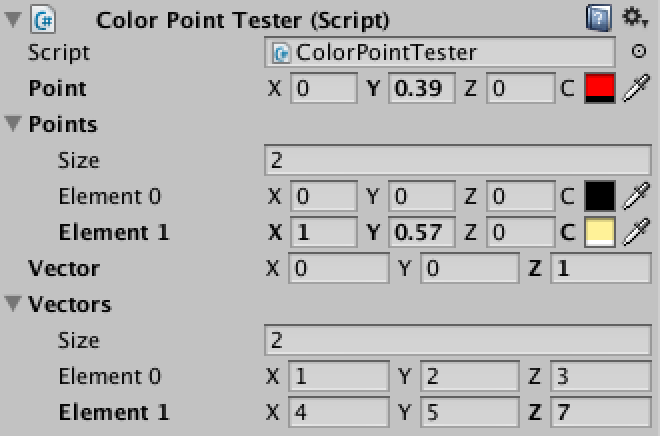 Color Point Tester (Script)
Script ColorPointTester
Point X 0 Y 0.39 Z 0 C
Points
Size 2
Element 0 X 0 Y 0 Z 0 C
Element 1 X 1 Y 0.57 Z 0 C
Vector X 0 Y 0 Z 1
Vectors
Size 2
Element 0 X 1 Y 2 Z 3
Element 1 X 4 Y 5 Z 7